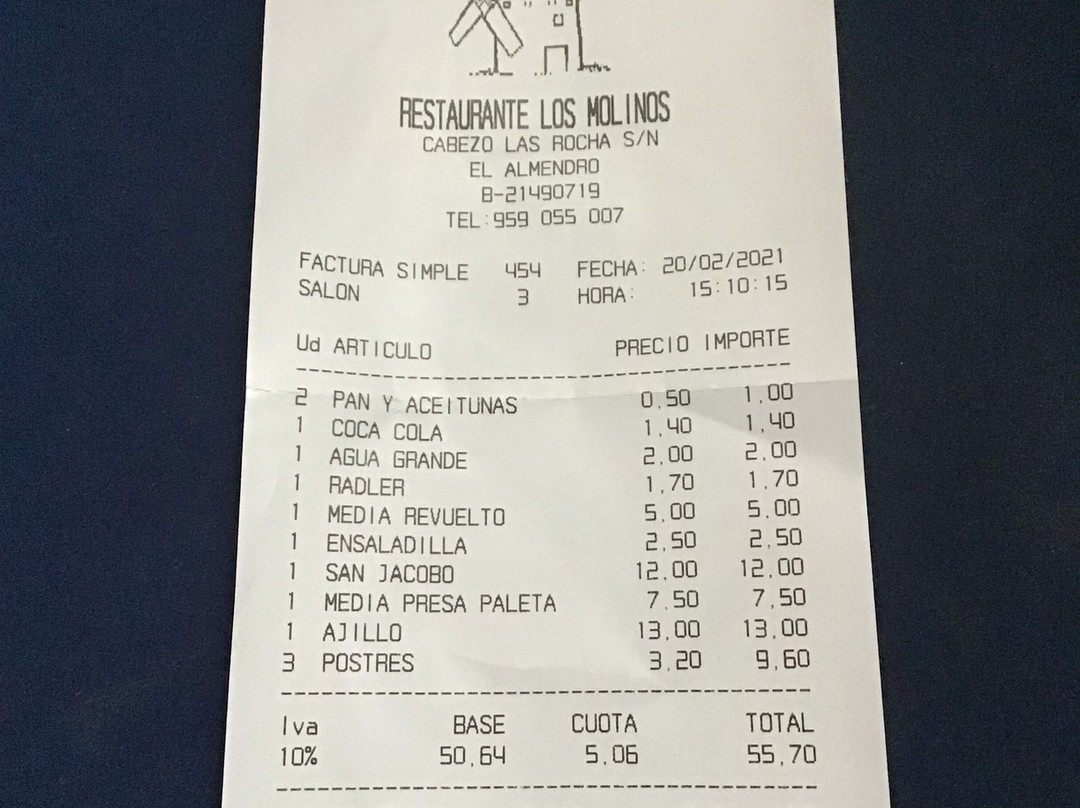 RESTAURANTE LOS MOLINOS
CABEZO LAS ROCHA S/N
EL ALMENDRO
B-21490719
TEL:959 055 007
FACTURA SIMPLE 454 FECHA: 20/02/2021
SALON 3 HORA: 15:10:15
Ud ARTICULO PRECIO IMPORTE
2 PAN Y ACEITUNAS 0,50 1,00
1 COCA COLA 1,40 1,40
1 AGUA GRANDE 2,00 2,00
1 RADLER 1,70 1,70
1 MEDIA REVUELTO 5,00 5,00
1 ENSALADILLA 2,50 2,50
1 SAN JACOBO 12,00 12,00
1 MEDIA PRESA PALETA 7,50 7,50
1 AJILLO 13,00 13,00
3 POSTRES 3,20 9,60
Iva BASE CUOTA TOTAL
10% 50,64 5,06 55,70